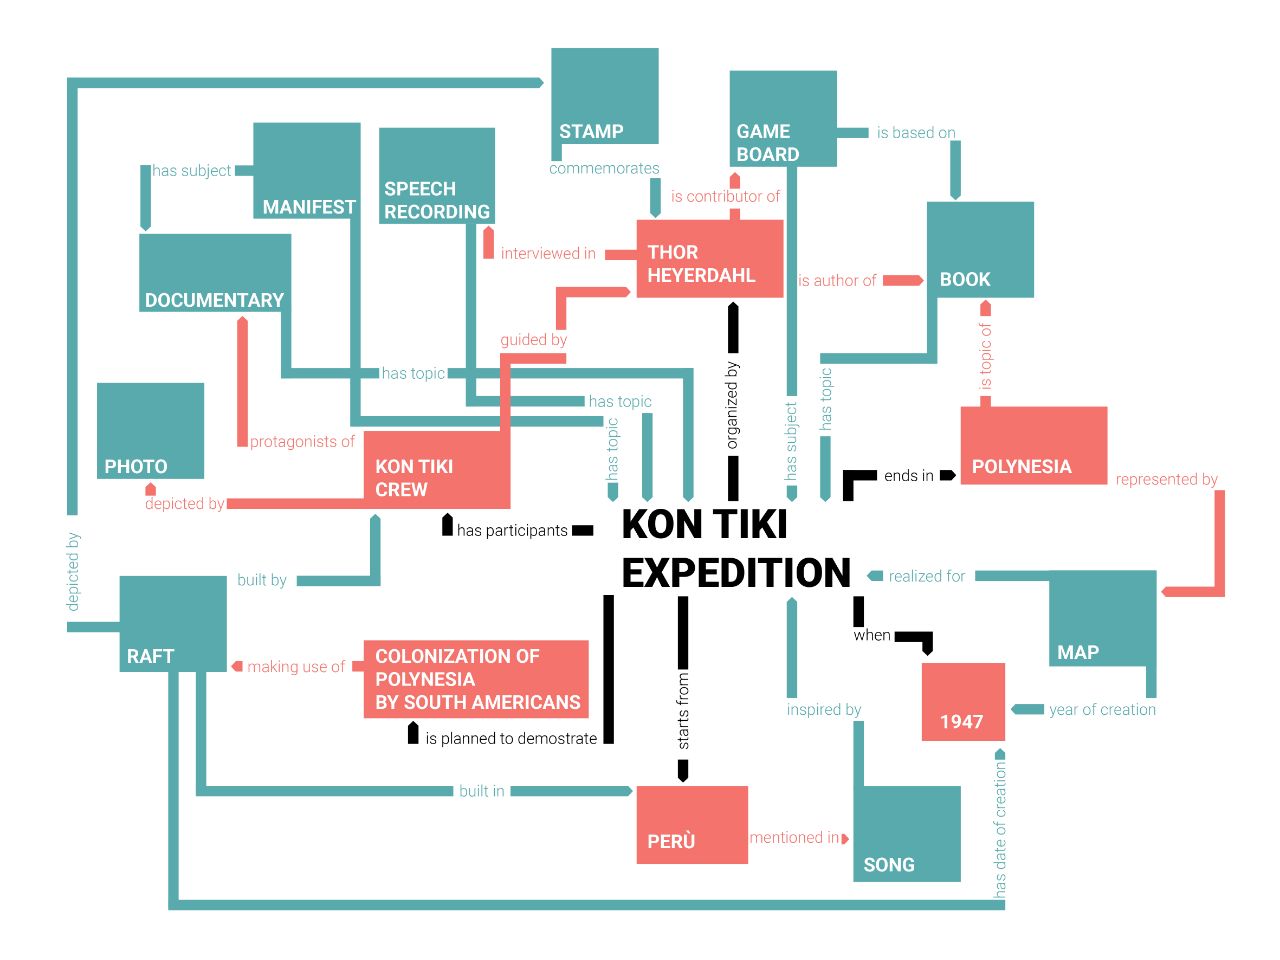 STAMP
GAME
BOARD
is based on
commemorates
has subject
MANIFEST
SPEECH
RECORDING
is contributor of
interviewed in
THOR
HEYERDAHL
is author of
BOOK
DOCUMENTARY
guided by
is topic of
has topic
has topic
has topic
organized by
has subject
has topic
protagonists of
KON TIKI
CREW
PHOTO
depicted by
POLYNESIA
ends in
represented by
has participants
KON TIKI
EXPEDITION
depicted by
built by
realized for
RAFT
making use of
COLONIZATION OF
POLYNESIA
BY SOUTH AMERICANS
when
MAP
is planned to demostrate
starts from
inspired by
1947
year of creation
built in
PERÙ
mentioned in
SONG
has date of creation